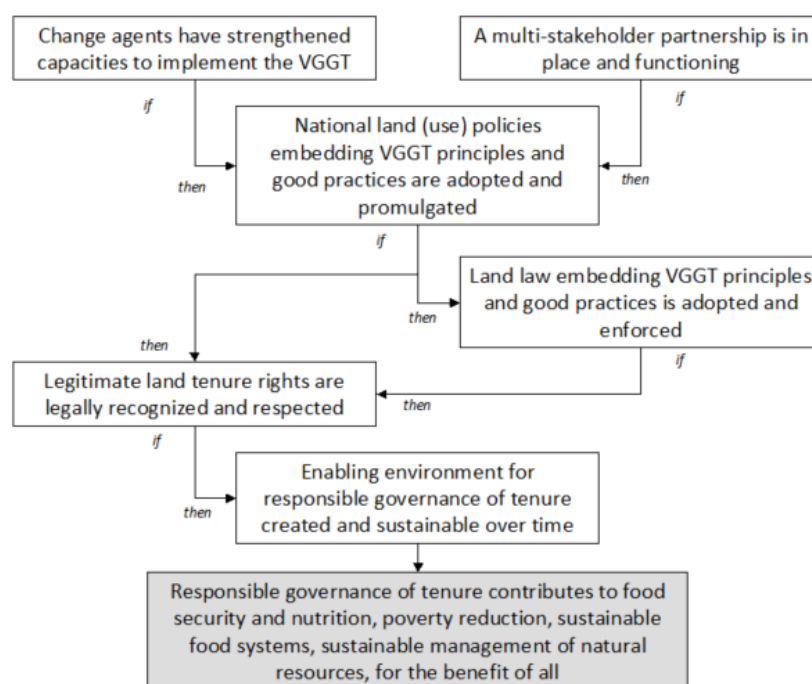 Change agents have strengthened
capacities to implement the VGGT
A multi-stakeholder partnership is in
place and functioning
if
if
National land (use) policies
embedding VGGT principles and
good practices are adopted and
promulgated
then
then
if
Land law embedding VGGT principles
and good practices is adopted and
enforced
then
then
if
Legitimate land tenure rights are
legally recognized and respected
then
if
Enabling environment for
responsible governance of tenure
created and sustainable over time
then
Responsible governance of tenure contributes to food
security and nutrition, poverty reduction, sustainable
food systems, sustainable management of natural
resources, for the benefit of all